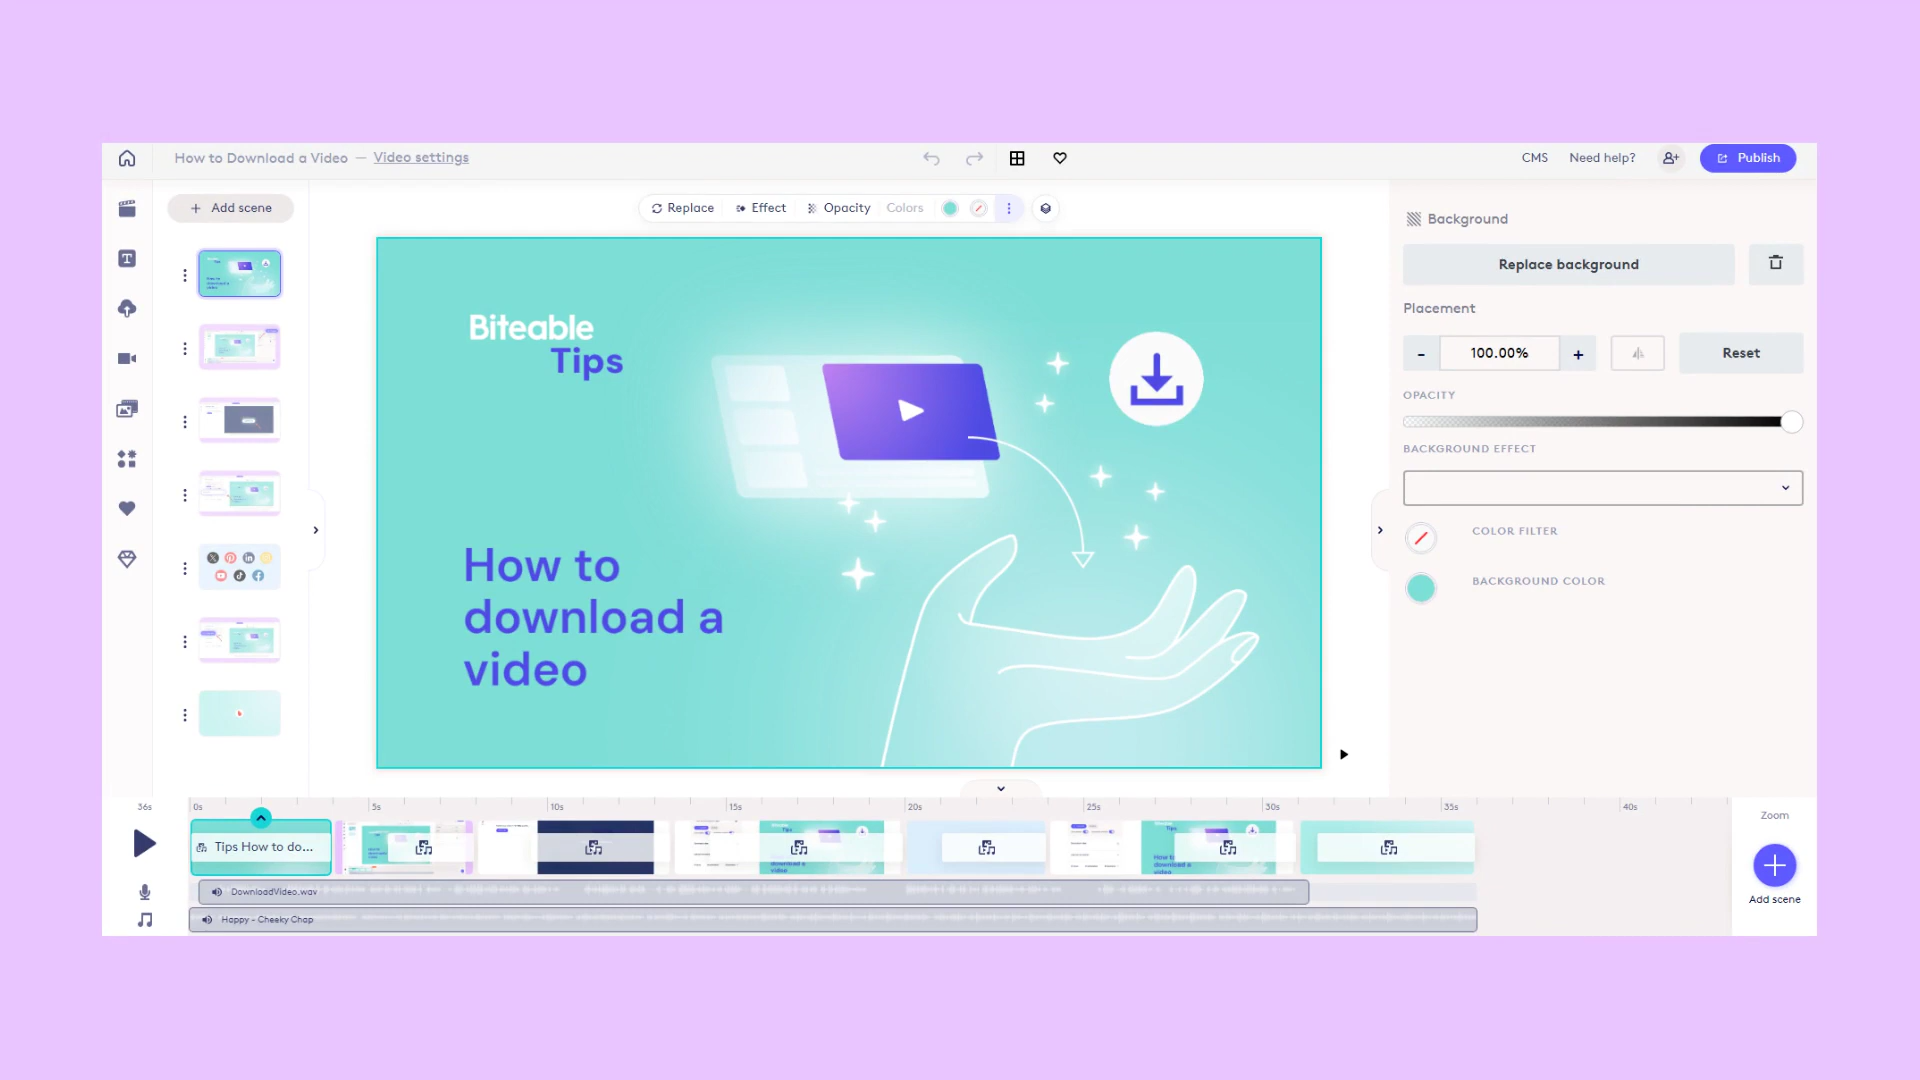 How to Download a Video — Video settings
CMS
Need help?
Publish
+ Add scene
Replace
Effect
Opacity
Colors
Biteable
Tips
How to
download a
video
Background
Replace background
Placement
- 100.00% +
Reset
OPACITY
BACKGROUND EFFECT
COLOR FILTER
BACKGROUND COLOR
36s
0s
5s
10s
15s
20s
25s
30s
35s
40s
Zoom
Tips How to do...
DownloadVideo.wav
Happy - Cheeky Chap
Add scene